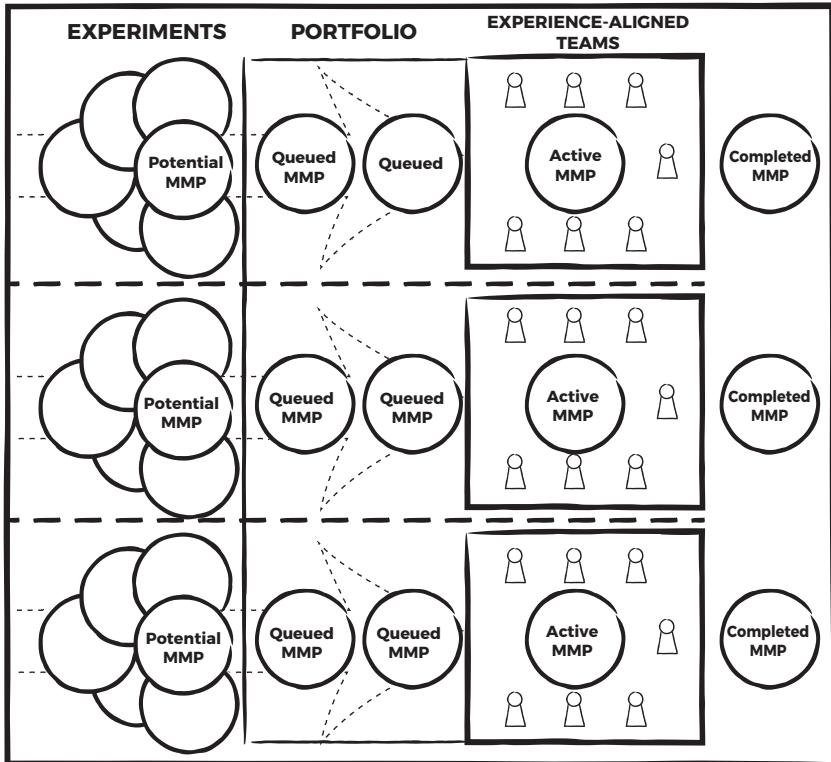 EXPERIMENTS
PORTFOLIO
EXPERIENCE-ALIGNED
TEAMS
Potential
MMP
Queued
MMP
Queued
Active
MMP
Completed
MMP
Potential
MMP
Queued
MMP
Queued
MMP
Active
MMP
Completed
MMP
Potential
MMP
Queued
MMP
Queued
MMP
Active
MMP
Completed
MMP